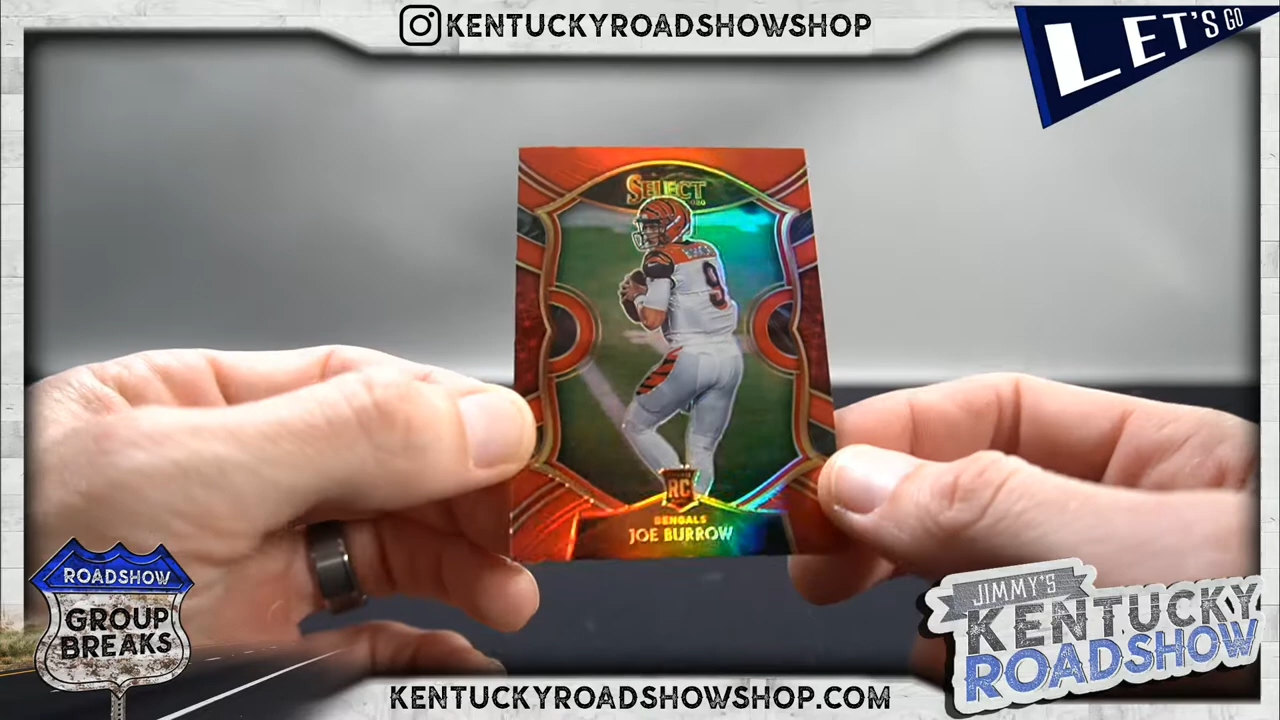 KENTUCKYROADSHOWSHOP
LET'S GO
SELECT
2020
9
RC
BENGALS
JOE BURROW
ROADSHOW
GROUP
BREAKS
JIMMY'S
KENTUCKY
ROADSHOW
KENTUCKYROADSHOWSHOP.COM